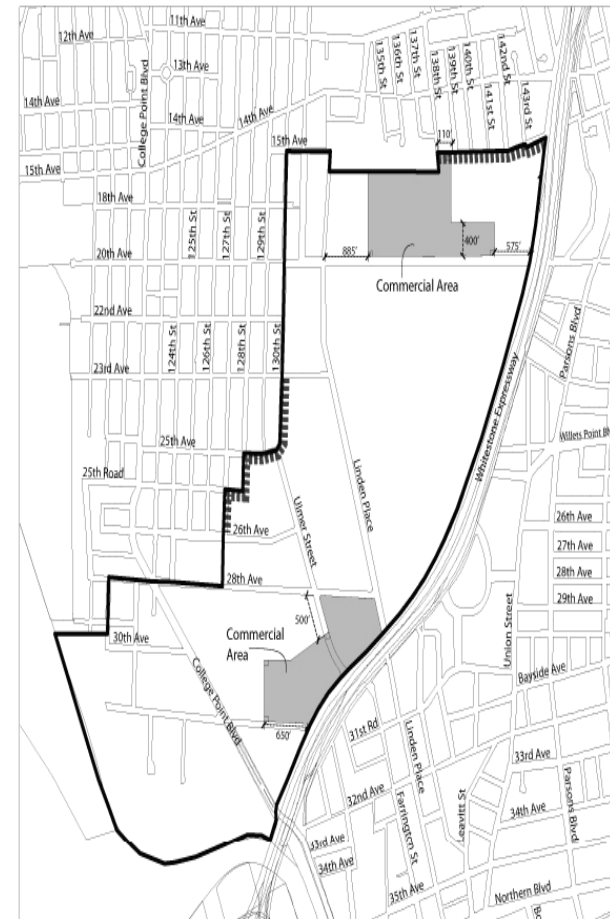 11th Ave
12th Ave
13th Ave
14th Ave
14th Ave
14th Ave
15th Ave
15th Ave
College Point Blvd
135th St
136th St
137th St
138th St
139th St
140th St
141st St
142nd St
143rd St
110'
18th Ave
125th St
127th St
129th St
20th Ave
885'
400'
575'
Commercial Area
22nd Ave
124th St
126th St
128th St
130th St
23rd Ave
Whitestone Expressway
Parsons Blvd
25th Ave
Willets Point Bl
25th Road
Linden Place
Ulmer Street
26th Ave
26th Ave
27th Ave
28th Ave
28th Ave
29th Ave
500'
Union Street
30th Ave
Commercial
Area
College Point Blvd
650'
Bayside Ave
31st Rd
Linden Place
32nd Ave
Farrington St
Leavitt St
33rd Ave
Parsons Blvd
34th Ave
33rd Ave
34th Ave
35th Ave
Northern Blvd